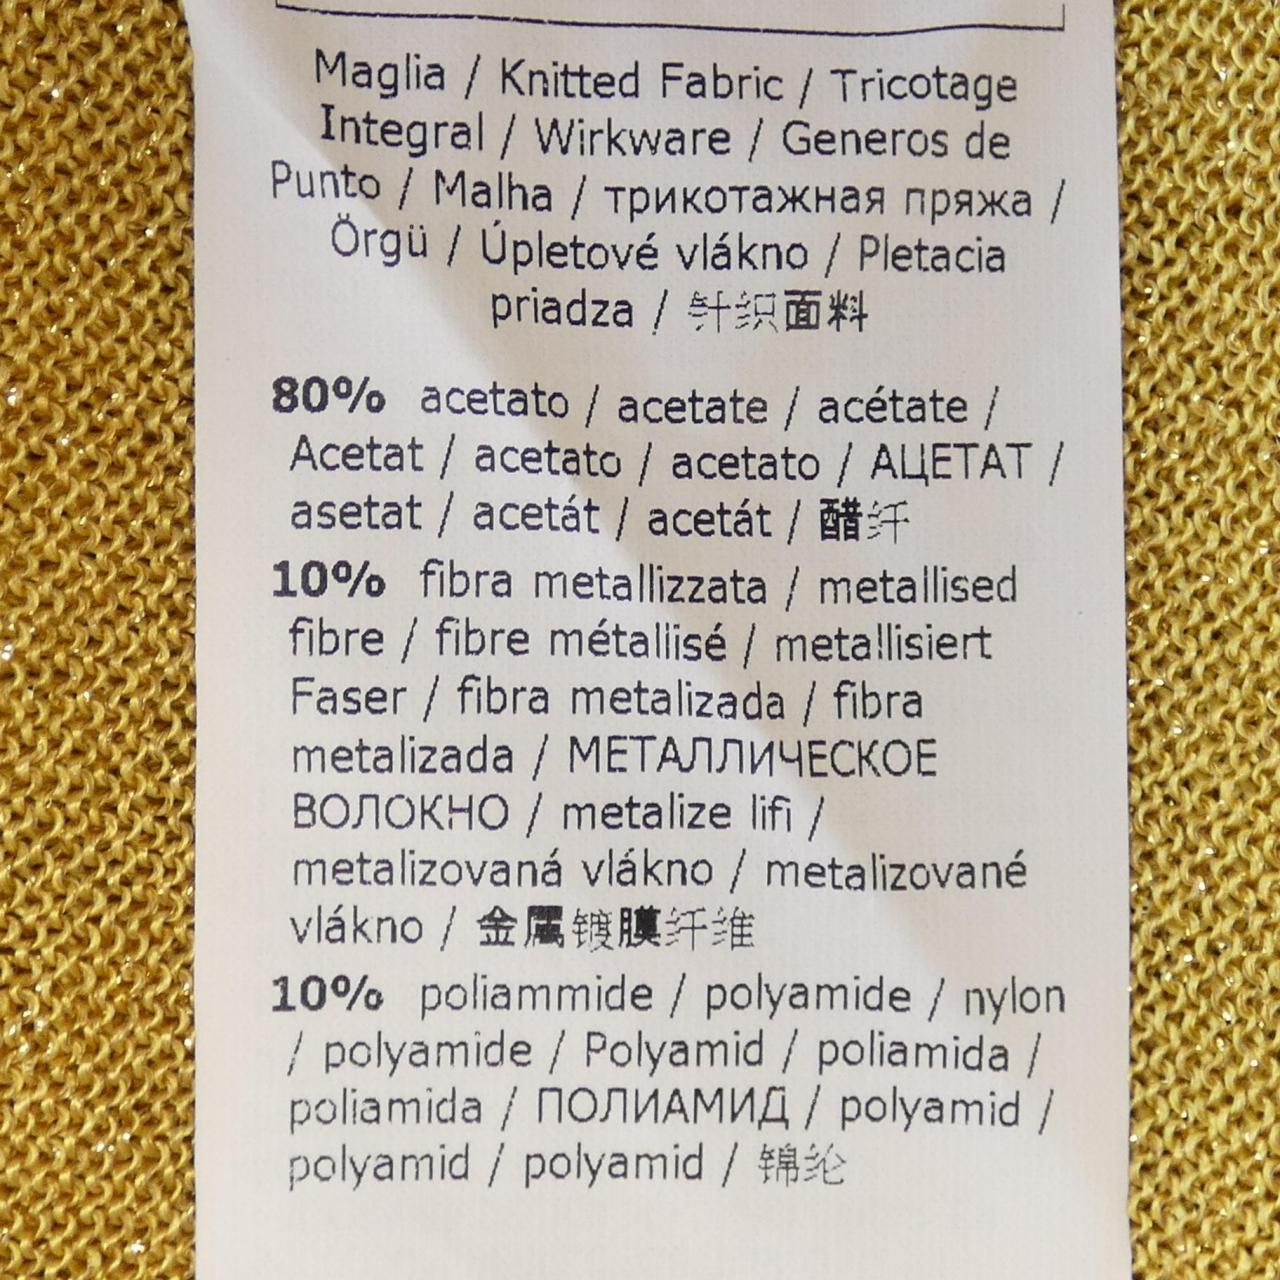 Maglia / Knitted Fabric / Tricotage
Integral / Wirkware / Generos de
Punto / Malha / трикотажная пряжа /
Örgü / Úpletové vlákno / Pletacia
priadza / 针织面料
80% acetato / acetate / acétate /
Acetat / acetato / acetato / АЦЕТАТ /
asetat / acetát / acetát / 醋纤
10% fibra metallizzata / metallised
fibre / fibre métallisé / metallisiert
Faser / fibra metalizada / fibra
metalizada / МЕТАЛЛИЧЕСКОЕ
ВОЛОКНО / metalize lifi /
metalizovaná vlákno / metalizované
vlákno / 金属镀膜纤维
10% poliammide / polyamide / nylon
/ polyamide / Polyamid / poliamida /
poliamida / ПОЛИАМИД / polyamid /
polyamid / polyamid / 锦纶